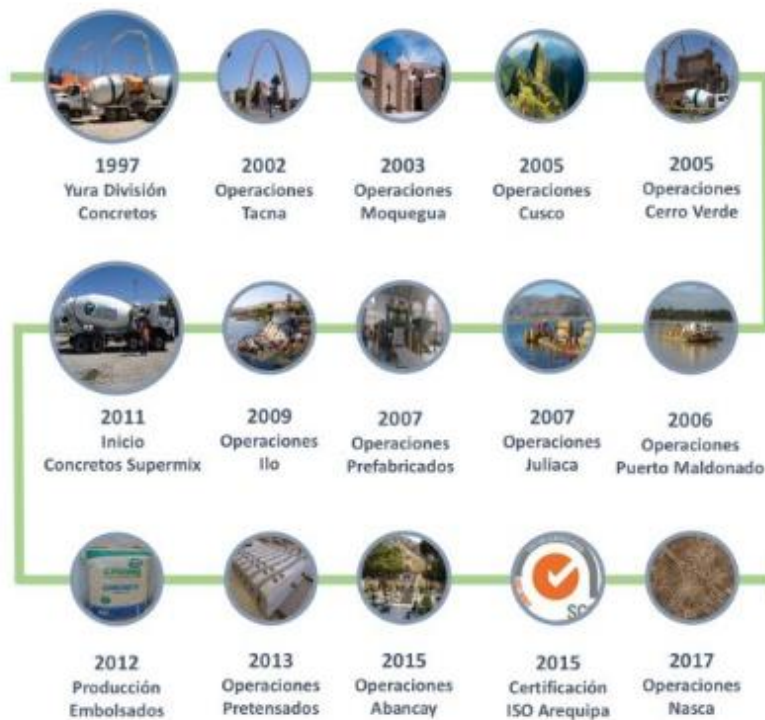 1997
Yura División
Concretos
2002
Operaciones
Tacna
2003
Operaciones
Moquegua
2005
Operaciones
Cusco
2005
Operaciones
Cerro Verde
2006
Operaciones
Puerto Maldonado
2007
Operaciones
Juliaca
2007
Operaciones
Prefabricados
2009
Operaciones
Ilo
2011
Inicio
Concretos Supermix
2012
Producción
Embolsados
2013
Operaciones
Pretensados
2015
Operaciones
Abancay
SG
2015
Certificación
ISO Arequipa
2017
Operaciones
Nasca